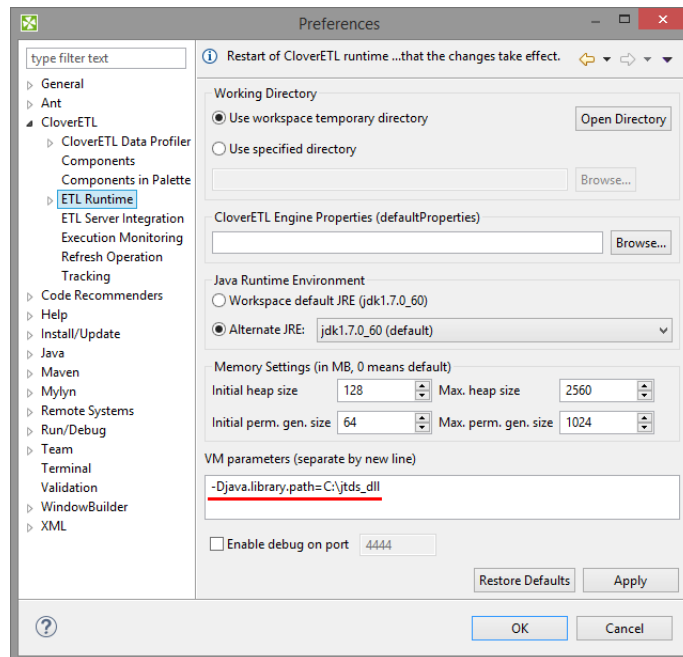 Preferences
type filter text
General
Ant
CloverETL
CloverETL Data Profiler
Components
Components in Palette
ETL Runtime
ETL Server Integration
Execution Monitoring
Refresh Operation
Tracking
Code Recommenders
Help
Install/Update
Java
Maven
Mylyn
Remote Systems
Run/Debug
Team
Terminal
Validation
WindowBuilder
XML
Restart of CloverETL runtime ...that the changes take effect.
Working Directory
Use workspace temporary directory
Open Directory
Use specified directory
Browse...
CloverETL Engine Properties (defaultProperties)
Browse...
Java Runtime Environment
Workspace default JRE (jdk1.7.0_60)
Alternate JRE: jdk1.7.0_60 (default)
Memory Settings (in MB, 0 means default)
Initial heap size 128 Max. heap size 2560
Initial perm. gen. size 64 Max. perm. gen. size 1024
VM parameters (separate by new line)
-Djava.library.path=C:\jtds_dll
Enable debug on port 4444
Restore Defaults Apply
OK Cancel